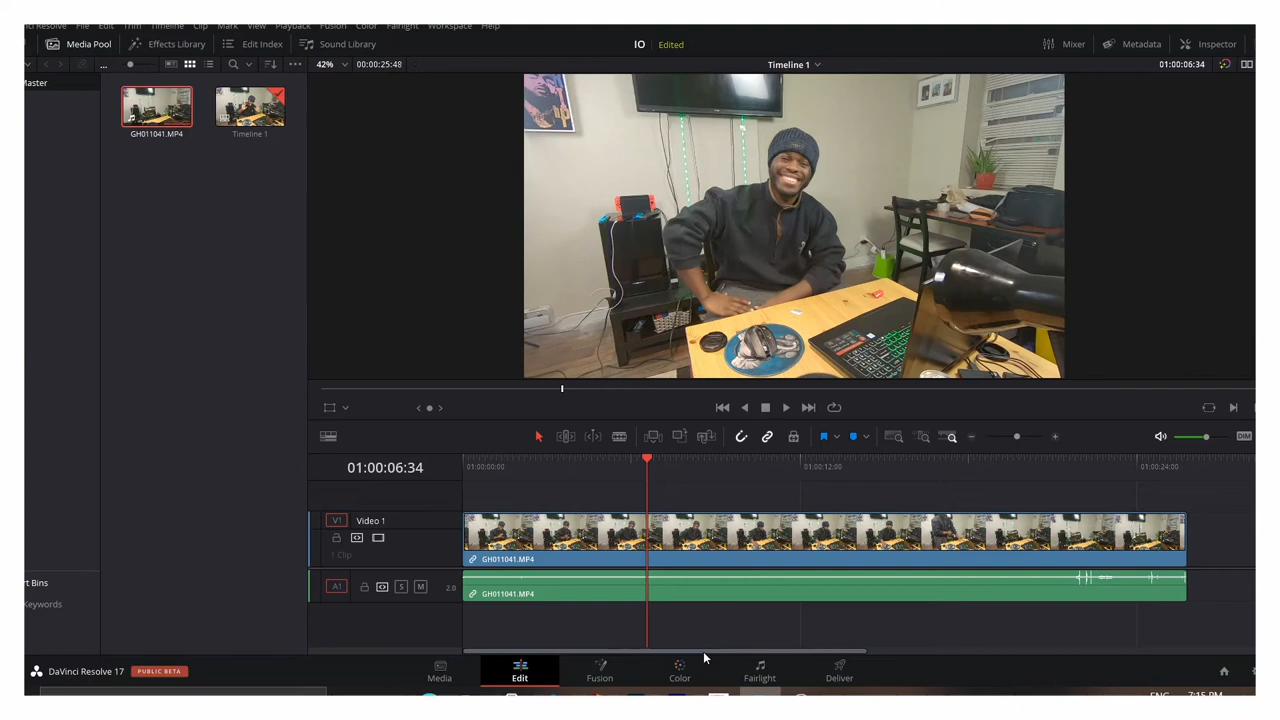 Resolve File Edit Trim Timeline Clip Mark View Playback Fusion Color Fairlight Workspace Help
Media Pool Effects Library Edit Index Sound Library IO Edited Mixer Metadata Inspector
... 42% 00:00:25:48 Timeline 1 01:00:06:34
Master
GH011041.MP4 Timeline 1
DIM
01:00:06:34 01:00:00:00 01:00:12:00 01:00:24:00
V1 Video 1
1 Clip
GH011041.MP4
A1 S M 2.0
GH011041.MP4
rt Bins
Keywords
DaVinci Resolve 17 PUBLIC BETA
Media Edit Fusion Color Fairlight Deliver
ENG 7:15 PM